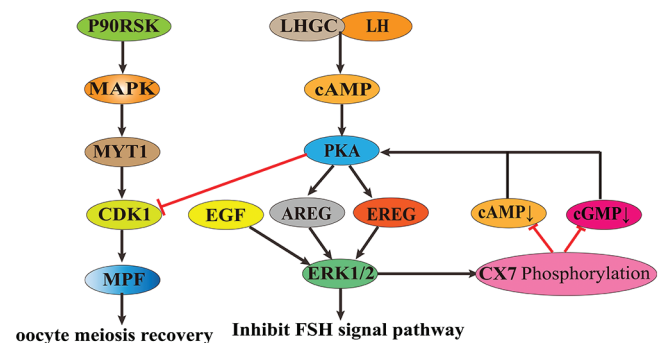 P90RSK
LHGC LH
MAPK
cAMP
MYT1
PKA
CDK1
EGF
AREG
EREG
cAMP↓
cGMP↓
MPF
ERK1/2
CX7 Phosphorylation
oocyte meiosis recovery
Inhibit FSH signal pathway